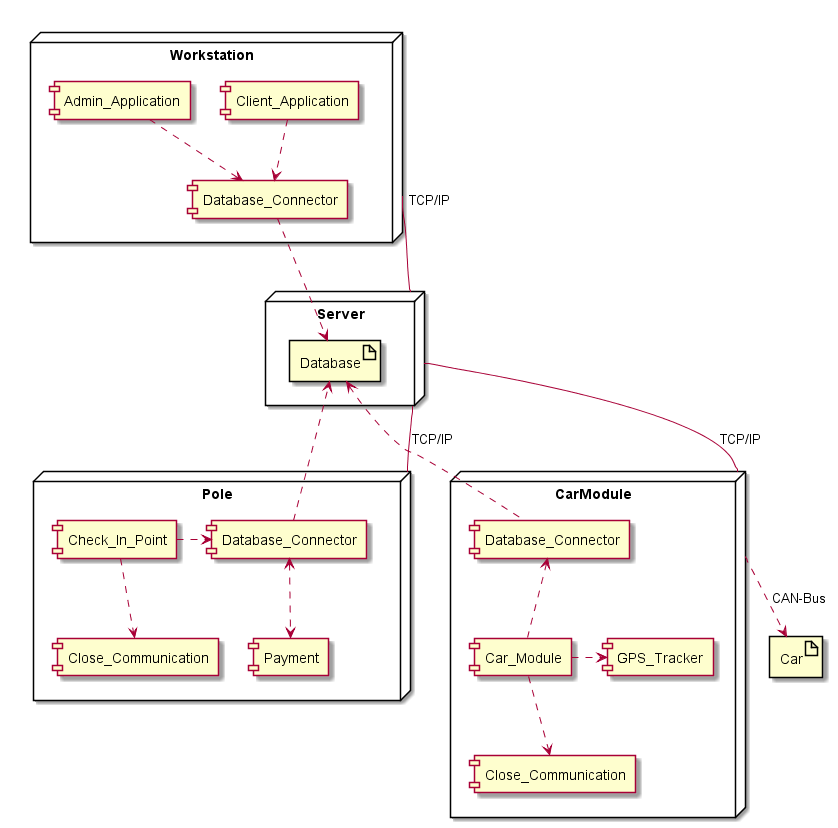 Workstation
Admin_Application
Client_Application
Database_Connector
TCP/IP
Server
Database
TCP/IP
TCP/IP
Pole
CarModule
Check_In_Point
Database_Connector
Database_Connector
CAN-Bus
Close_Communication
Payment
Car_Module
GPS_Tracker
Car
Close_Communication